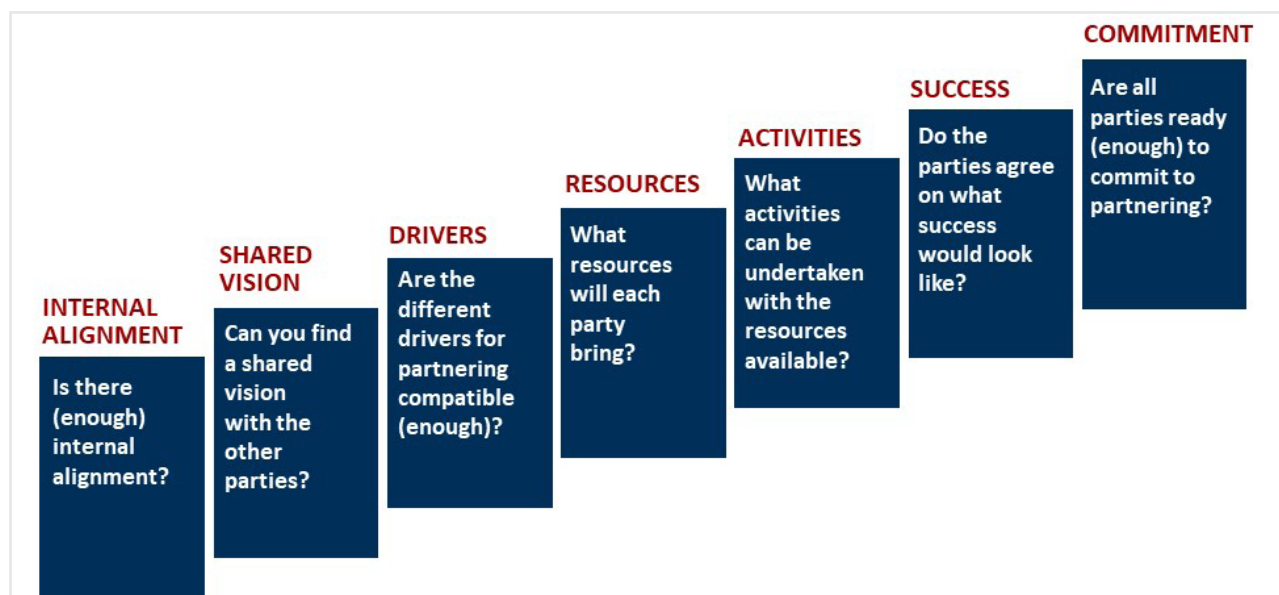 INTERNAL
ALIGNMENT
Is there
(enough)
internal
alignment?
SHARED
VISION
Can you find
a shared
vision
with the
other
parties?
DRIVERS
Are the
different
drivers for
partnering
compatible
(enough)?
RESOURCES
What
resources
will each
party
bring?
ACTIVITIES
What
activities
can be
undertaken
with the
resources
available?
SUCCESS
Do the
parties agree
on what
success
would look
like?
COMMITMENT
Are all
parties ready
(enough) to
commit to
partnering?